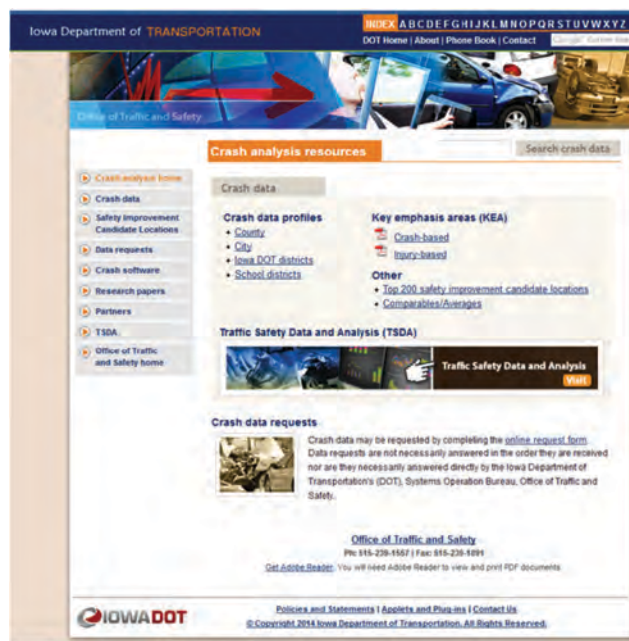 Iowa Department of TRANSPORTATION
INDEX A B C D E F G H I J K L M N O P Q R S T U V W X Y Z
DOT Home | About | Phone Book | Contact
Office of Traffic and Safety
Crash analysis resources
Search crash data
Crash analysis home
Crash data
Safety Improvement
Candidate Locations
Data requests
Crash software
Research papers
Partners
TSDA
Office of Traffic
and Safety home
Crash data
Crash data profiles
County
City
Iowa DOT districts
School districts
Key emphasis areas (KEA)
Crash-based
Injury-based
Other
Top 200 safety improvement candidate locations
Comparables/Averages
Traffic Safety Data and Analysis (TSDA)
Traffic Safety Data and Analysis
Visit
Crash data requests
Crash data may be requested by completing the online request form.
Data requests are not necessarily answered in the order they are received
nor are they necessarily answered directly by the Iowa Department of
Transportation's (DOT), Systems Operation Bureau, Office of Traffic and
Safety.
Office of Traffic and Safety
Ph: 515-239-1557 | Fax: 515-239-1891
Get Adobe Reader. You will need Adobe Reader to view and print PDF documents.
IOWADOT
Policies and Statements | Applets and Plug-ins | Contact Us
© Copyright 2014 Iowa Department of Transportation. All Rights Reserved.